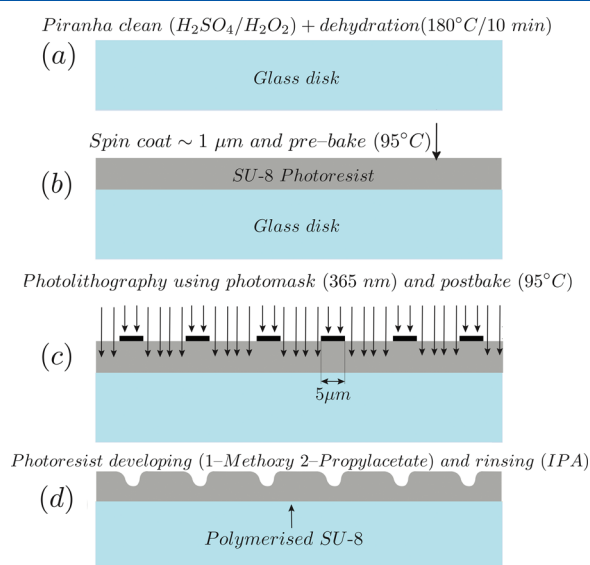 Piranha clean (H₂SO₄/H₂O₂) + dehydration(180°C/10 min)
(a)
Glass disk
Spin coat ∼ 1 μm and pre–bake (95°C)
(b)
SU-8 Photoresist
Glass disk
Photolithography using photomask (365 nm) and postbake (95°C)
(c)
5μm
Photoresist developing (1–Methoxy 2–Propylacetate) and rinsing (IPA)
(d)
Polymerised SU-8